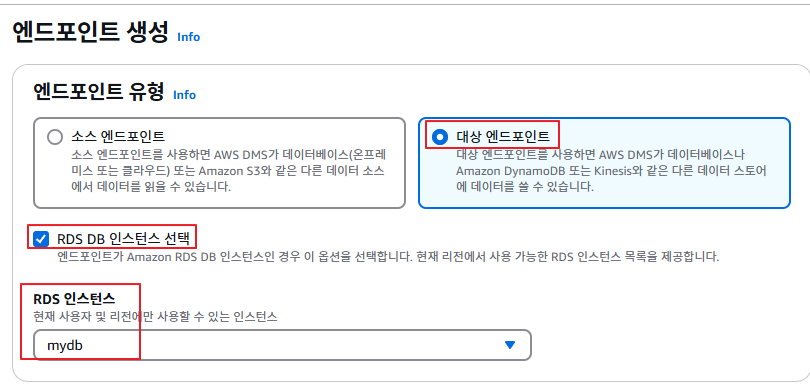 엔드포인트 생성 Info
엔드포인트 유형 Info
소스 엔드포인트
소스 엔드포인트를 사용하면 AWS DMS가 데이터베이스(온프레
미스 또는 클라우드) 또는 Amazon S3와 같은 다른 데이터 소스
에서 데이터를 읽을 수 있습니다.
대상 엔드포인트
대상 엔드포인트를 사용하면 AWS DMS가 데이터베이스나
Amazon DynamoDB 또는 Kinesis와 같은 다른 데이터 스토어
에 데이터를 쓸 수 있습니다.
RDS DB 인스턴스 선택
엔드포인트가 Amazon RDS DB 인스턴스인 경우 이 옵션을 선택합니다. 현재 리전에서 사용 가능한 RDS 인스턴스 목록을 제공합니다.
RDS 인스턴스
현재 사용자 및 리전에만 사용할 수 있는 인스턴스
mydb